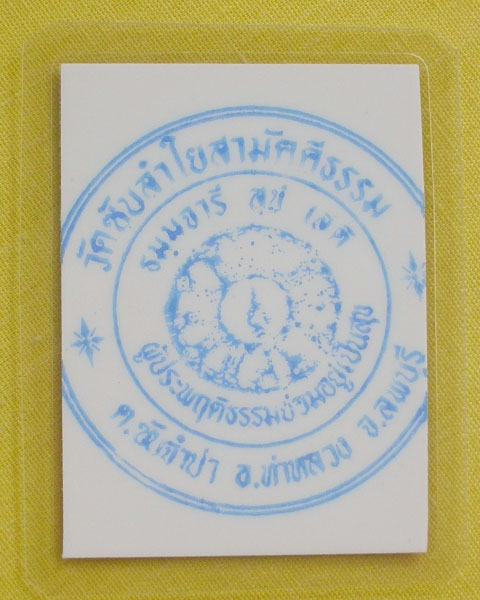 วัดซับลำใยสามัคคีธรรม
ธมฺมจารี สุขํ เสติ
ผู้ประพฤติธรรมย่อมอยู่เป็นสุข
ต.ซับจำปา อ.ท่าหลวง จ.ลพบุรี